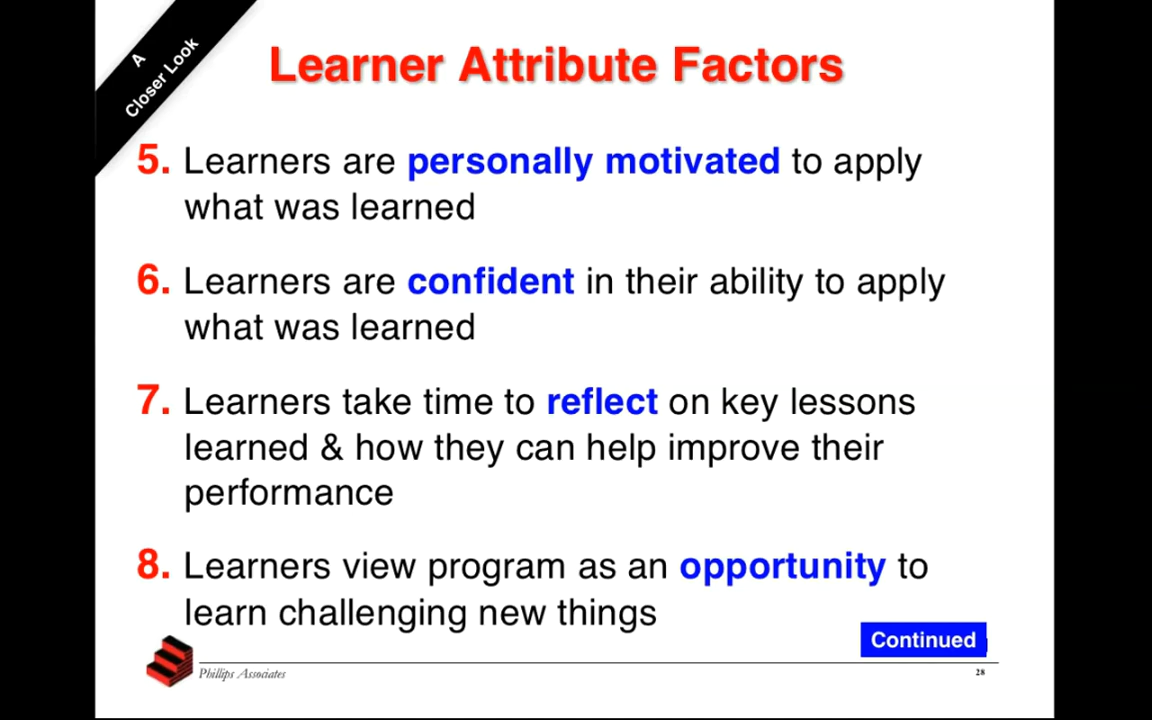 A
Closer Look
Learner Attribute Factors
5. Learners are personally motivated to apply
what was learned
6. Learners are confident in their ability to apply
what was learned
7. Learners take time to reflect on key lessons
learned & how they can help improve their
performance
8. Learners view program as an opportunity to
learn challenging new things
Continued
Phillips Associates
28